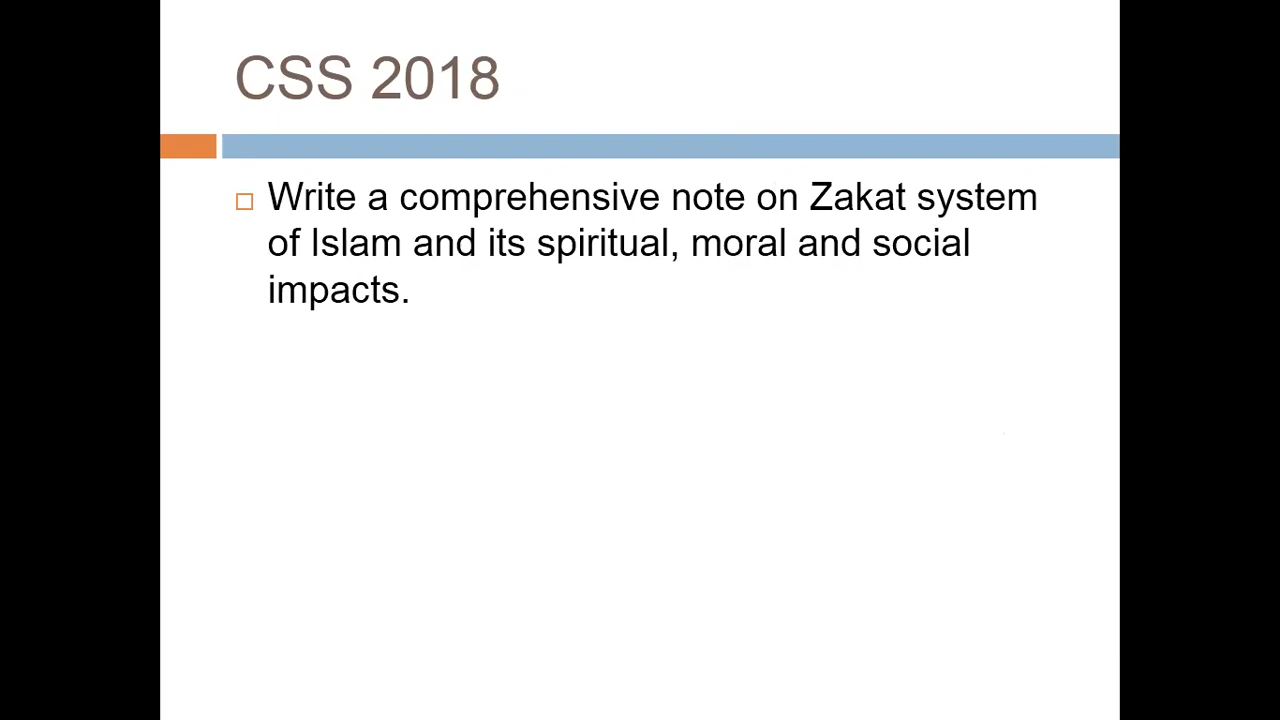 CSS 2018
Write a comprehensive note on Zakat system
of Islam and its spiritual, moral and social
impacts.